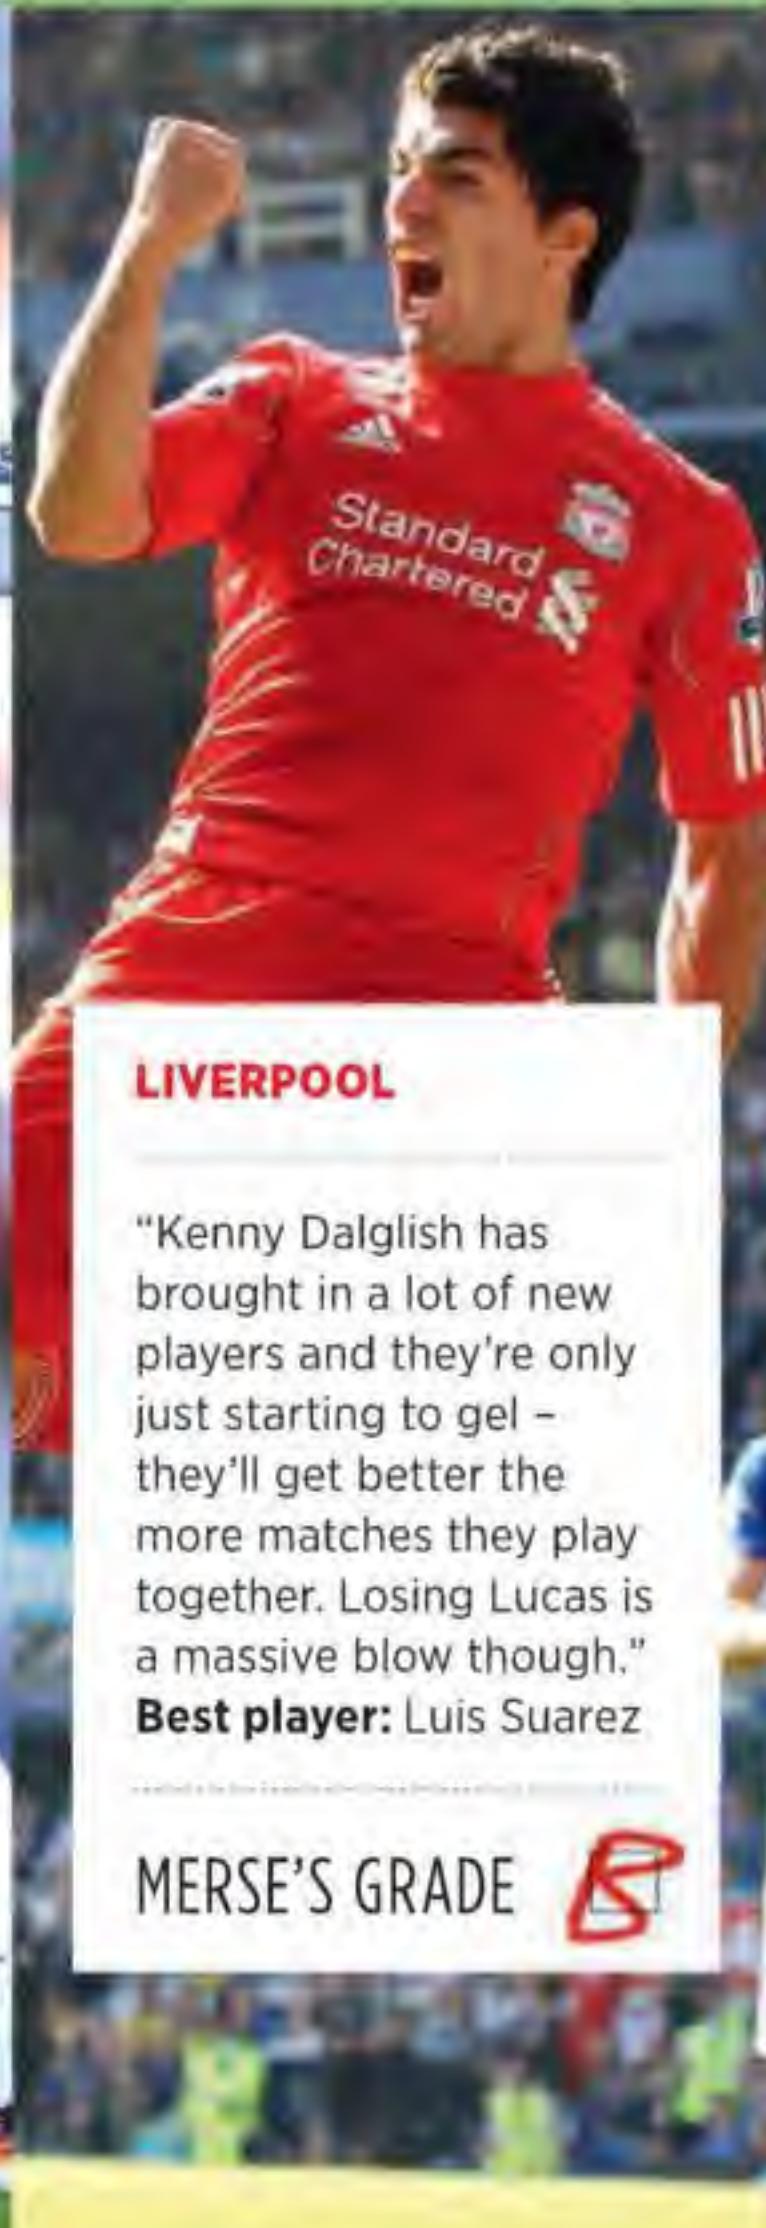 Standard
Chartered
LIVERPOOL
“Kenny Dalglish has
brought in a lot of new
players and they’re only
just starting to gel –
they’ll get better the
more matches they play
together. Losing Lucas is
a massive blow though.”
Best player: Luis Suarez
MERSE’S GRADE B